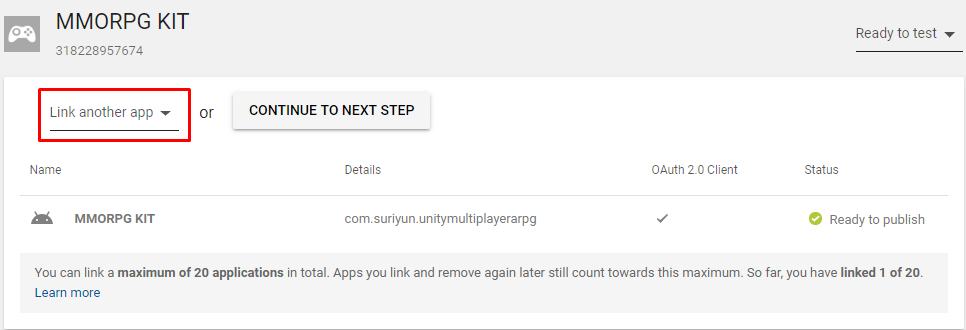 MMORPG KIT
318228957674
Ready to test
Link another app
or
CONTINUE TO NEXT STEP
Name Details OAuth 2.0 Client Status
MMORPG KIT com.suriyun.unitymultiplayerarpg Ready to publish
You can link a maximum of 20 applications in total. Apps you link and remove again later still count towards this maximum. So far, you have linked 1 of 20.
Learn more